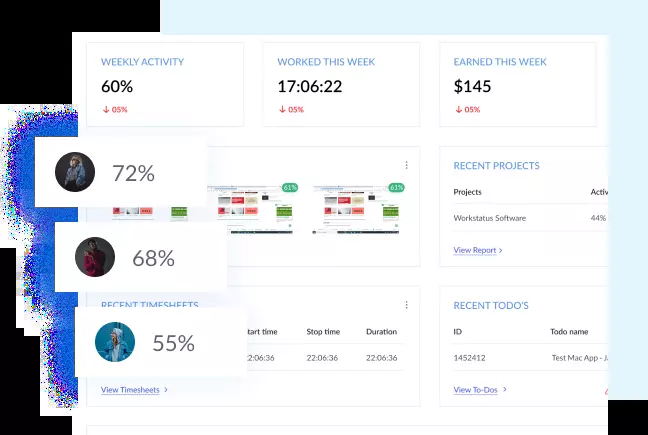 WEEKLY ACTIVITY
60%
05%
WORKED THIS WEEK
17:06:22
05%
EARNED THIS WEEK
$145
05%
72%
68%
55%
61%
61%
RECENT PROJECTS
Projects Activ
Workstatus Software 44%
View Report >
RECENT TIMESHEETS
tart time Stop time Duration
22:06:36 22:06:36 22:06:36
View Timesheets >
RECENT TODO'S
ID Todo name
1452412 Test Mac App - Ja
View To-Dos >